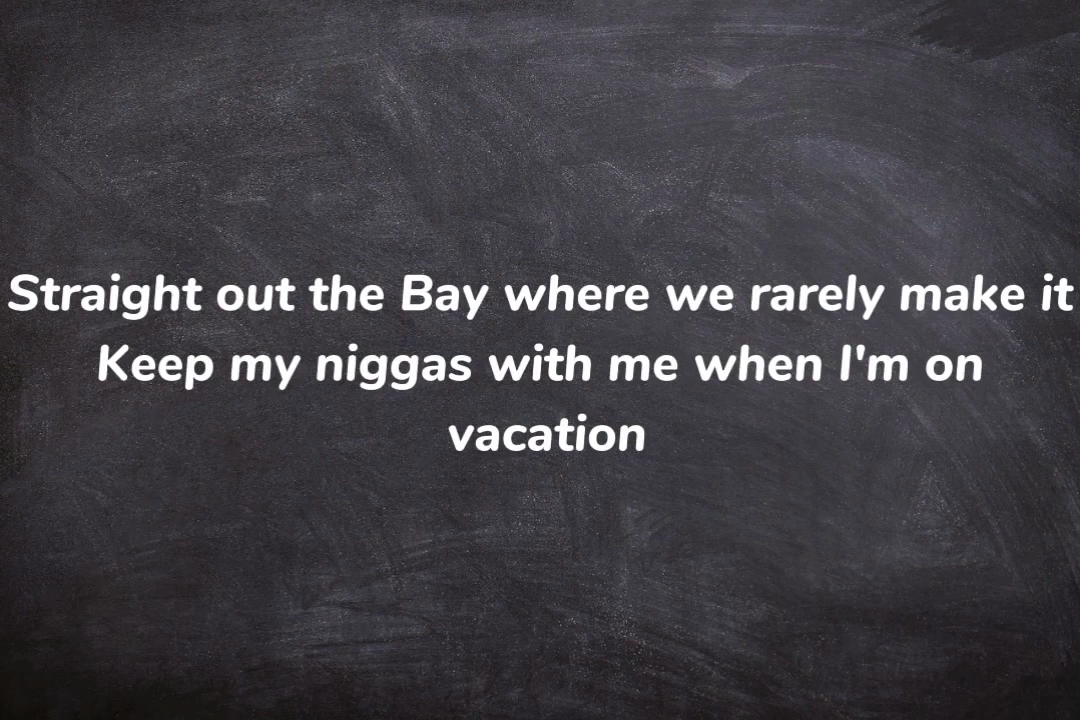 Straight out the Bay where we rarely make it
Keep my niggas with me when I'm on
vacation